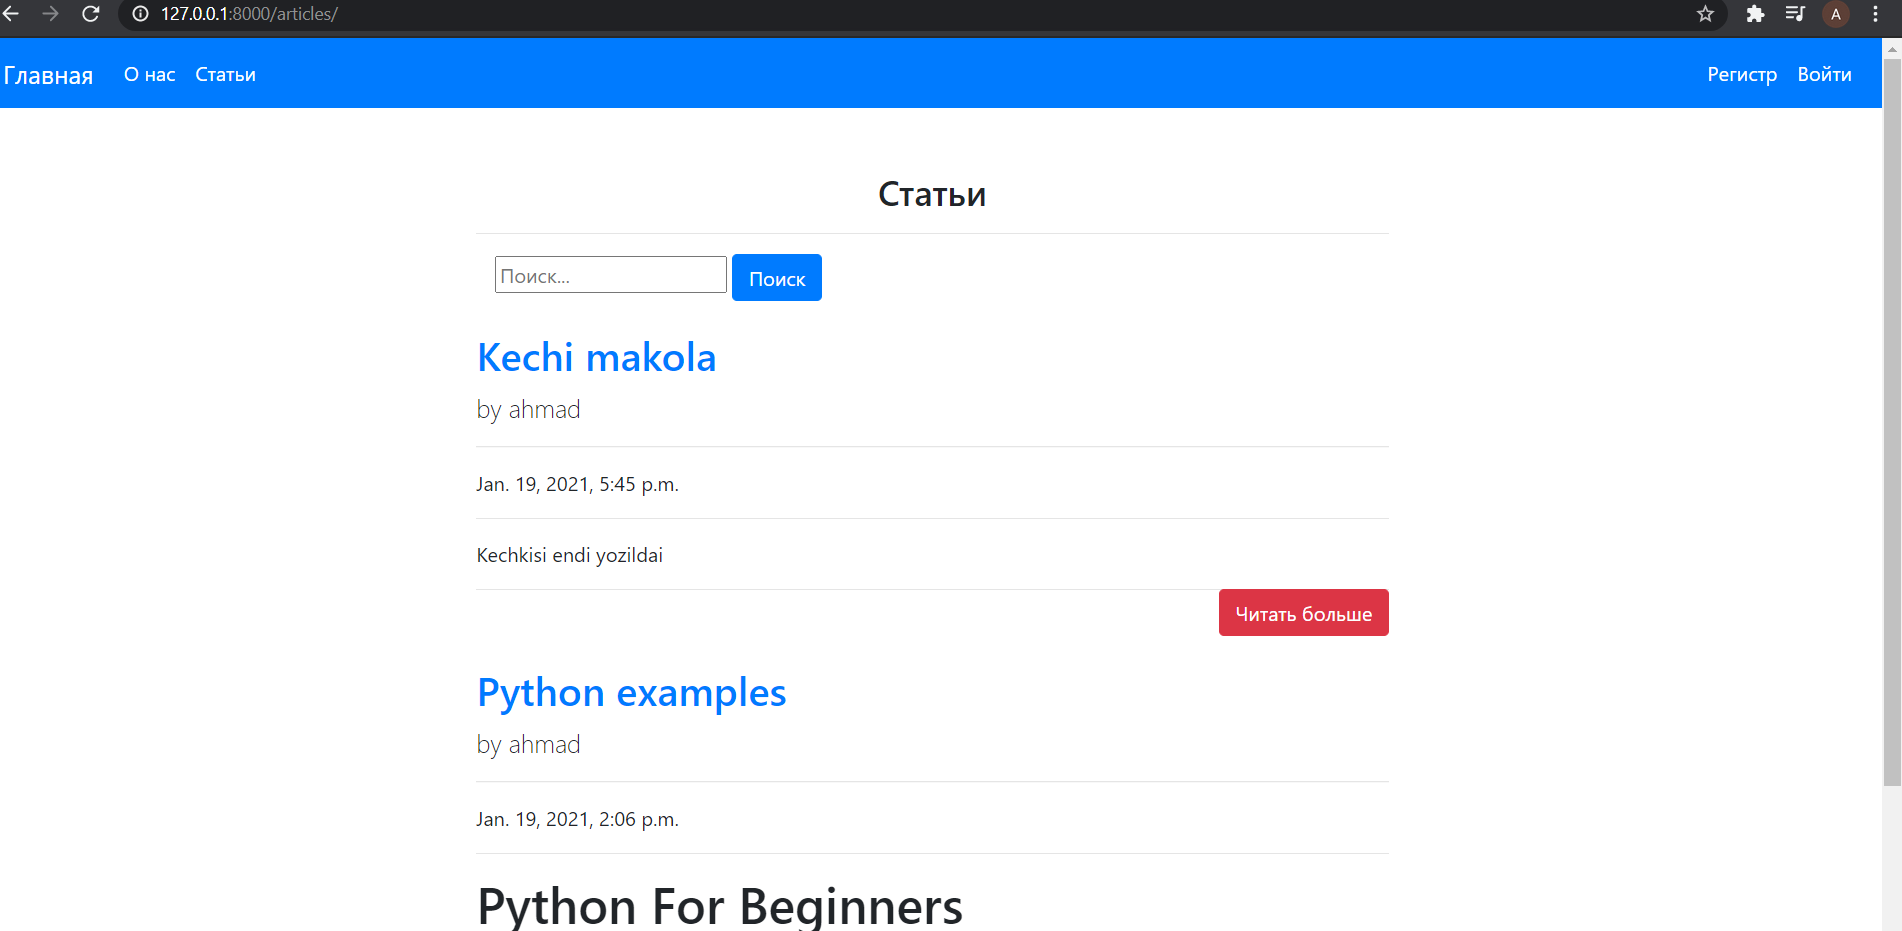 127.0.0.1:8000/articles/
A
Главная О нас Статьи Регистр Войти
Статьи
Поиск... Поиск
Kechi makola
by ahmad
Jan. 19, 2021, 5:45 p.m.
Kechkisi endi yozildai
Читать больше
Python examples
by ahmad
Jan. 19, 2021, 2:06 p.m.
Python For Beginners